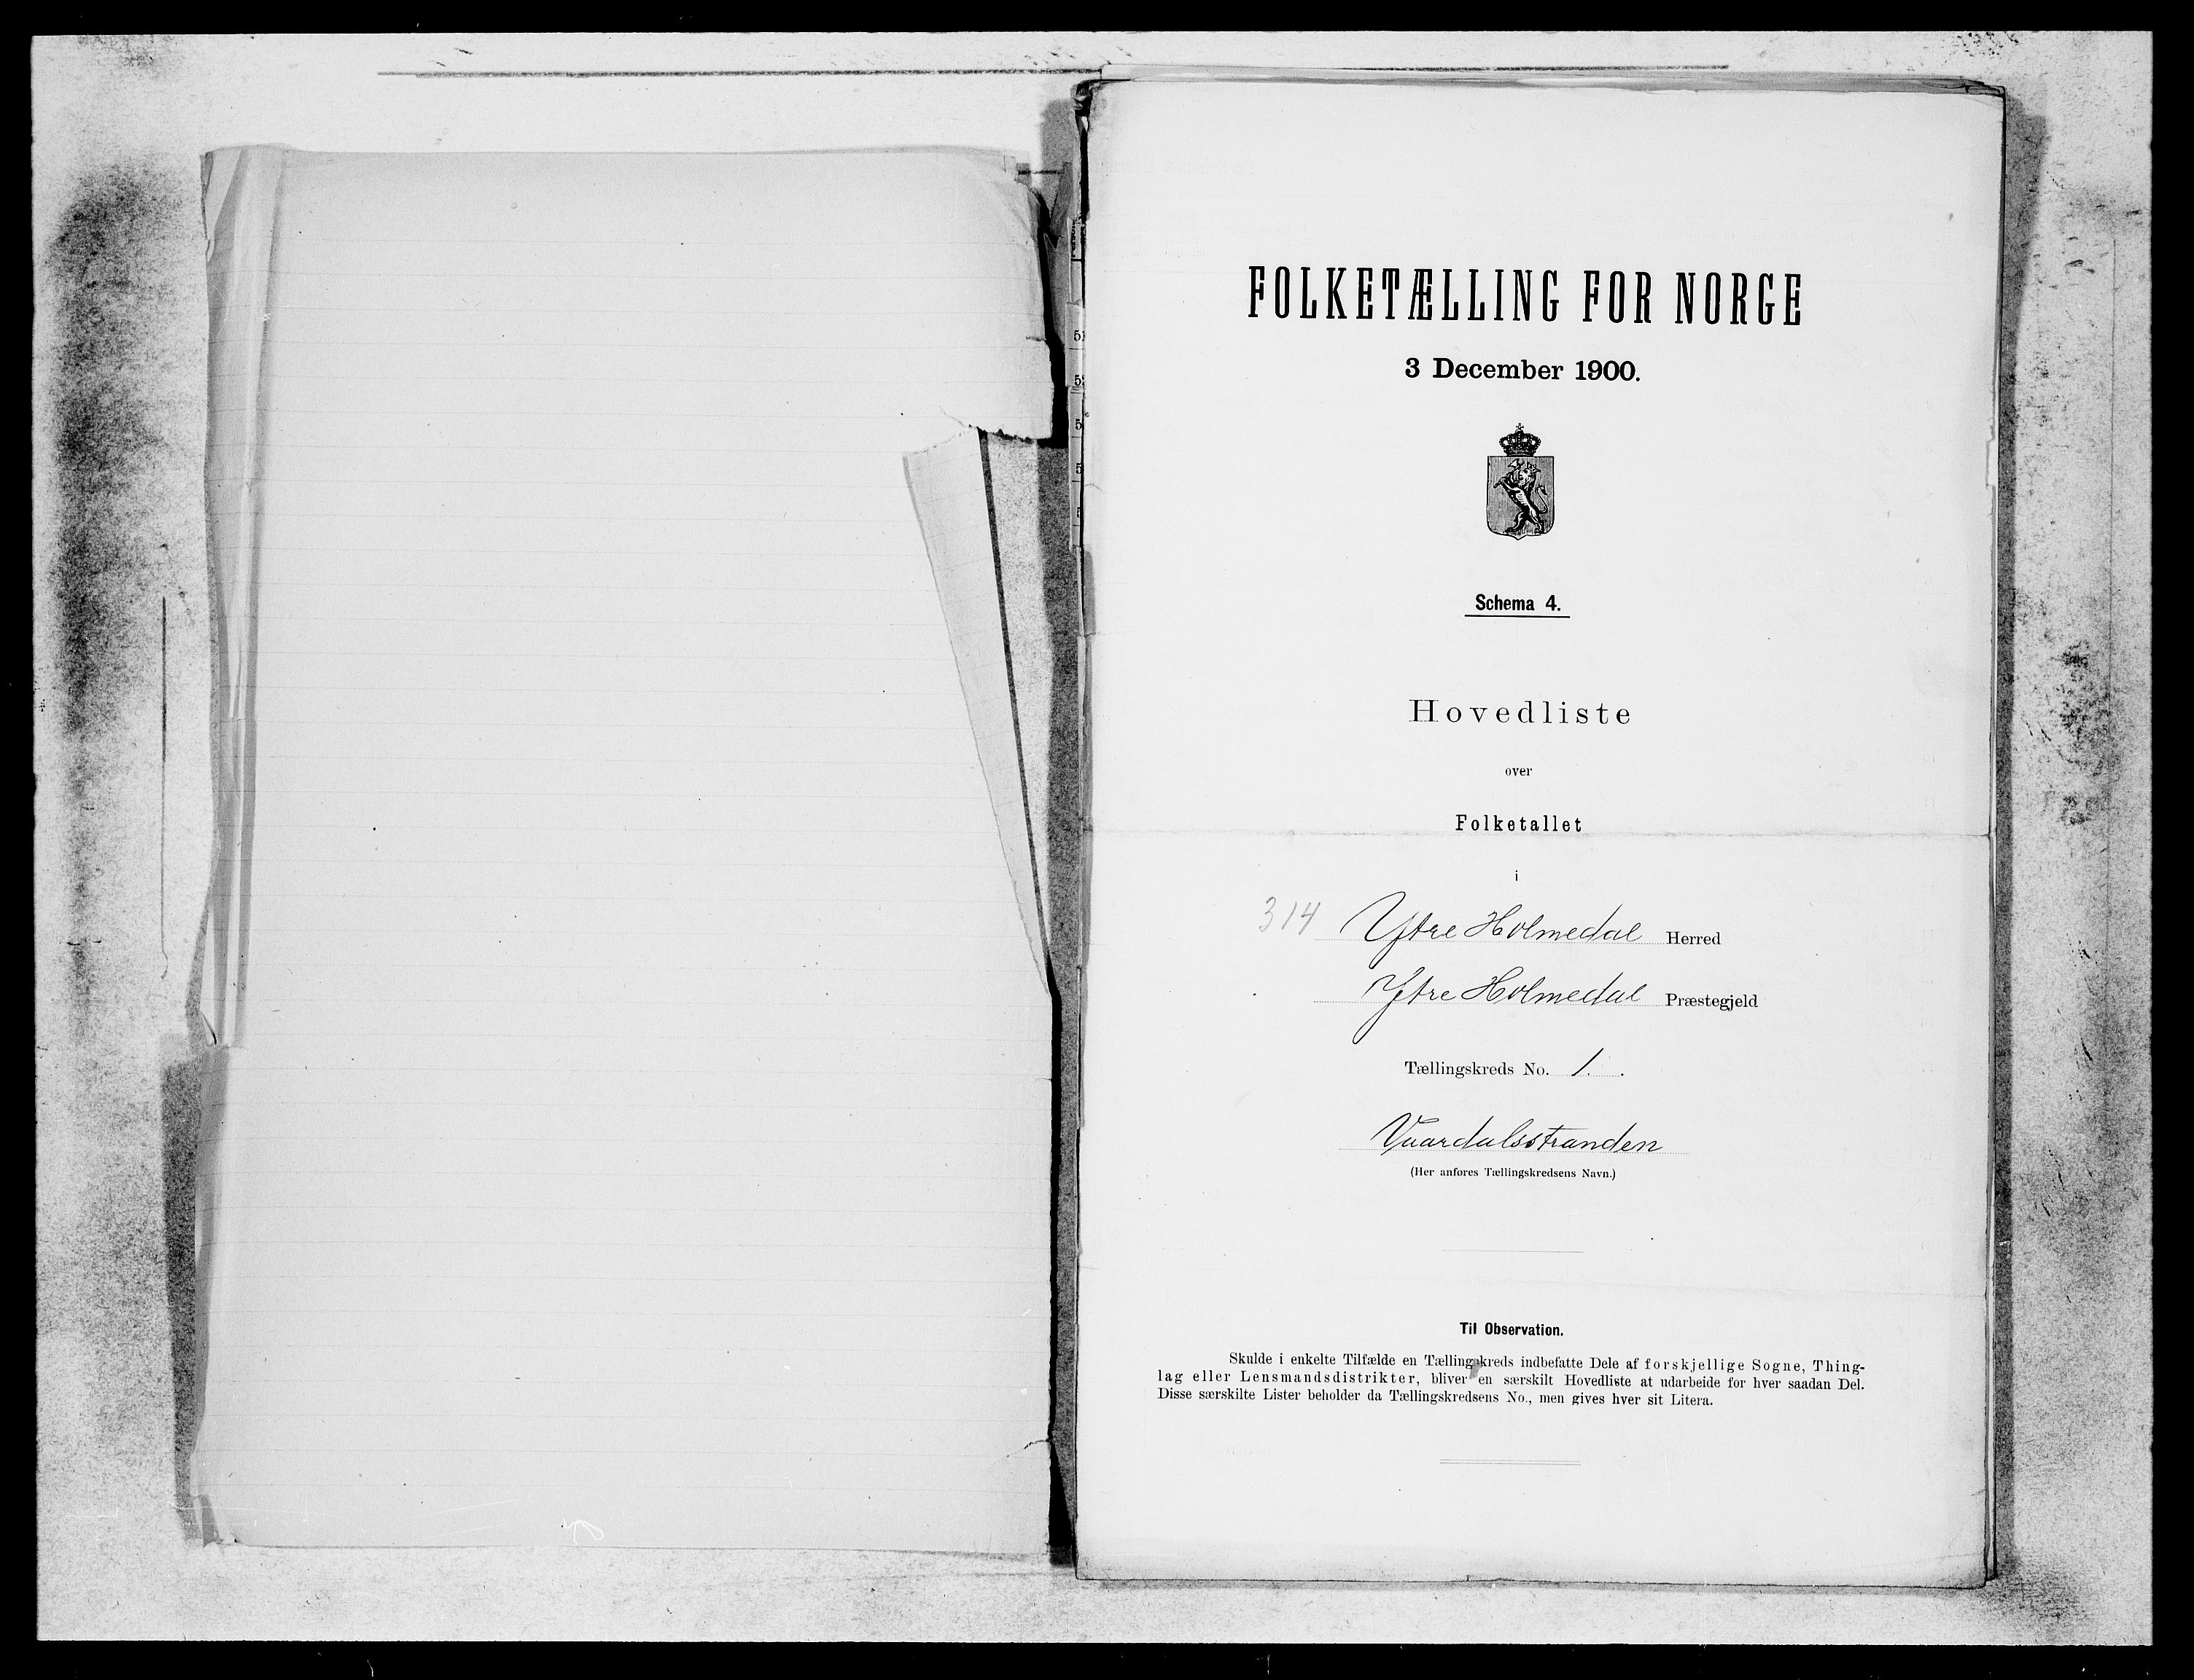 FOLKETÆLLING FOR NORGE
3 December 1900.
Schema 4.
Hovedliste
over
Folketallet
i
314 Ytre Holmedal Herred
Ytre Holmedal Præstegjeld
Tællingskreds No. 1. .
Vaardalsstranden
(Her anføres Tællingskredsens Navn.)
Til Observation.
Skulde i enkelte Tilfælde en Tællingskreds indbefatte Dele af forskjellige Sogne, Thing-
lag eller Lensmandsdistrikter, bliver en særskilt Hovedliste at udarbeide for hver saadan Del.
Disse særskilte Lister beholder da Tællingskredsens No., men gives hver sit Litera.